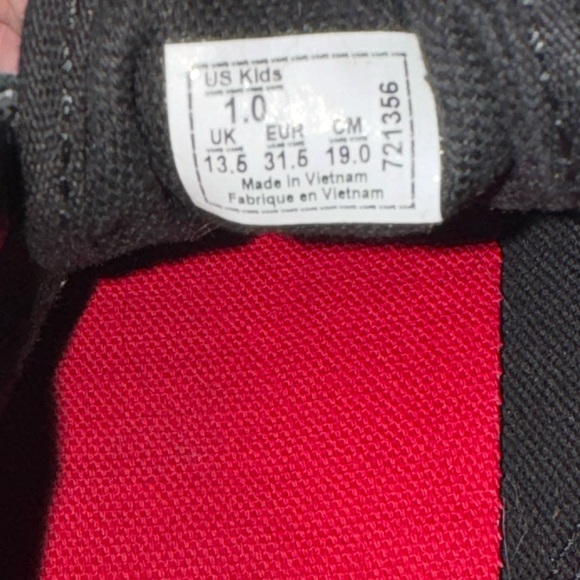 US Kids
1.0
UK EUR CM
13.5 31.5 19.0
Made in Vietnam
Fabrique en Vietnam
721356